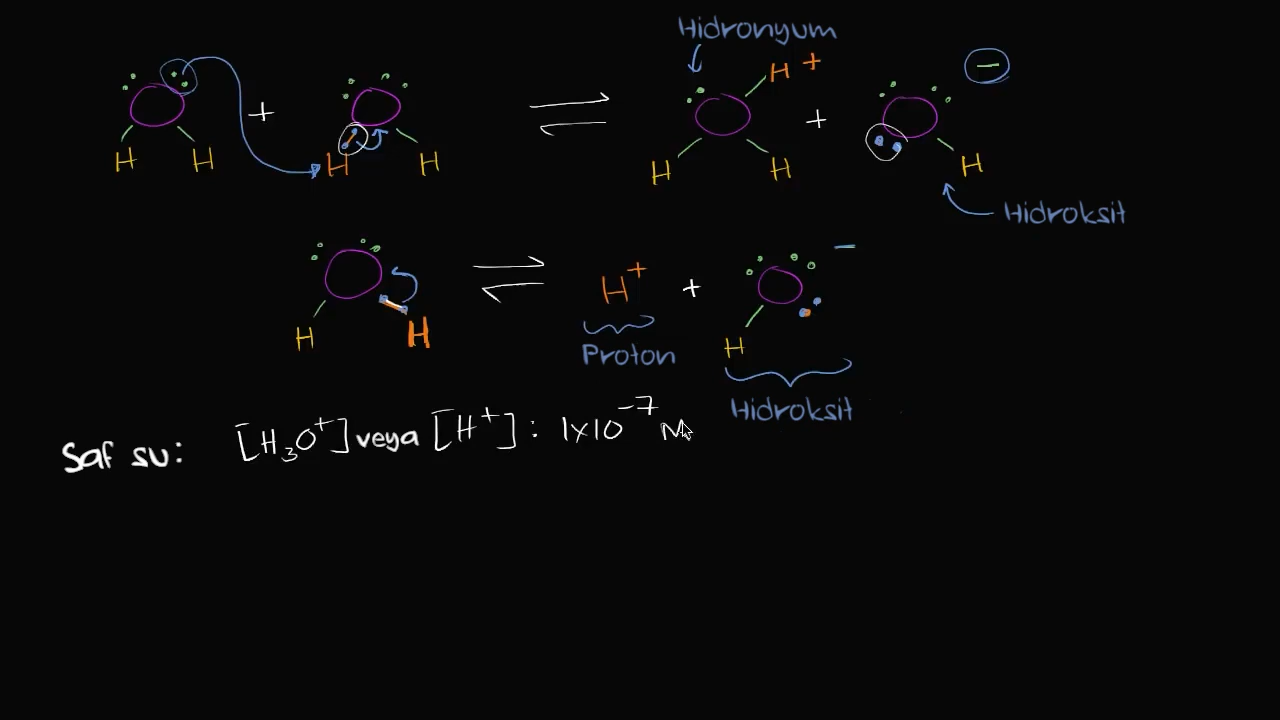 Hidronyum
H +
+ + −
H H H H H H H
Hidroksit
−
H⁺ + 
H H H
Proton
Hidroksit
Saf su: [H₃O⁺] veya [H⁺] : 1x10⁻⁷ M